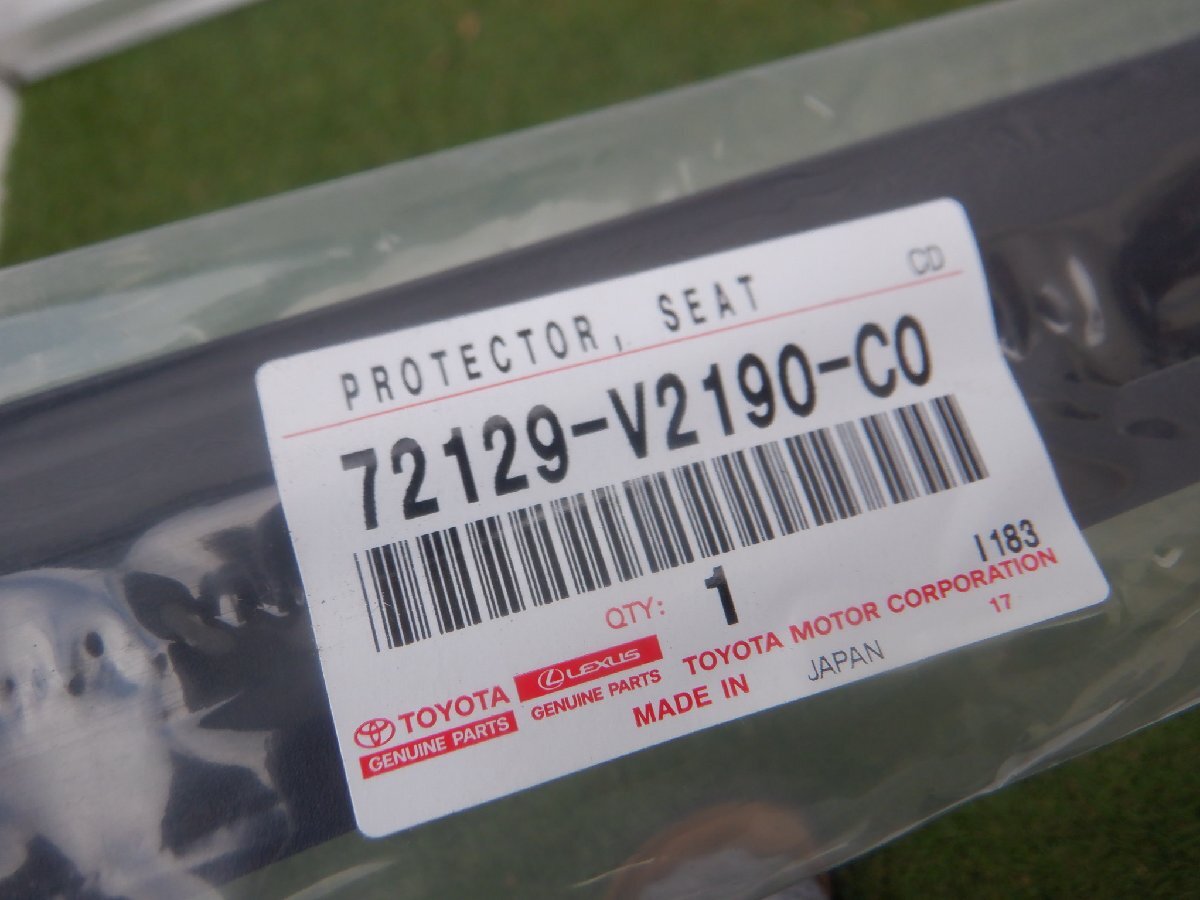 PROTECTOR, SEAT
CD
72129-V2190-C0
I183
QTY: 1
TOYOTA
GENUINE PARTS
LEXUS
GENUINE PARTS
TOYOTA MOTOR CORPORATION
17
MADE IN JAPAN